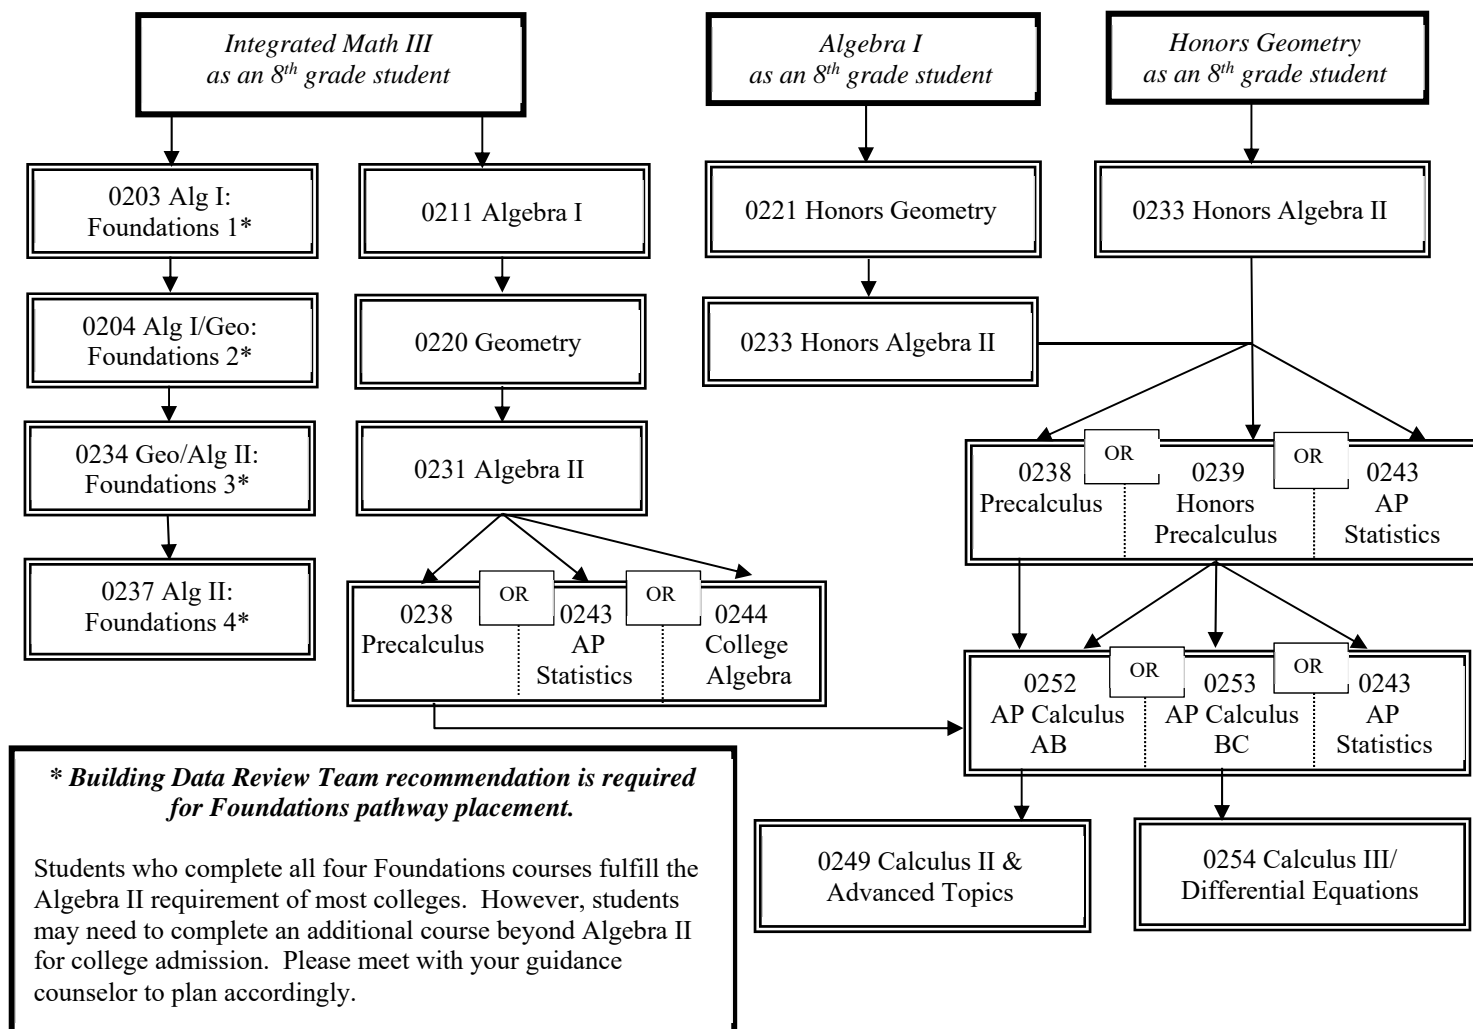 Integrated Math III
as an 8th grade student
Algebra I
as an 8th grade student
Honors Geometry
as an 8th grade student
0203 Alg I:
Foundations 1*
0211 Algebra I
0221 Honors Geometry
0233 Honors Algebra II
0204 Alg I/Geo:
Foundations 2*
0220 Geometry
0233 Honors Algebra II
0234 Geo/Alg II:
Foundations 3*
0231 Algebra II
0238
Precalculus
OR
0239
Honors
Precalculus
OR
0243
AP
Statistics
0237 Alg II:
Foundations 4*
0238
Precalculus
OR
0243
AP
Statistics
OR
0244
College
Algebra
0252
AP Calculus
AB
OR
0253
AP Calculus
BC
OR
0243
AP
Statistics
* Building Data Review Team recommendation is required
for Foundations pathway placement.
Students who complete all four Foundations courses fulfill the
Algebra II requirement of most colleges. However, students
may need to complete an additional course beyond Algebra II
for college admission. Please meet with your guidance
counselor to plan accordingly.
0249 Calculus II &
Advanced Topics
0254 Calculus III/
Differential Equations